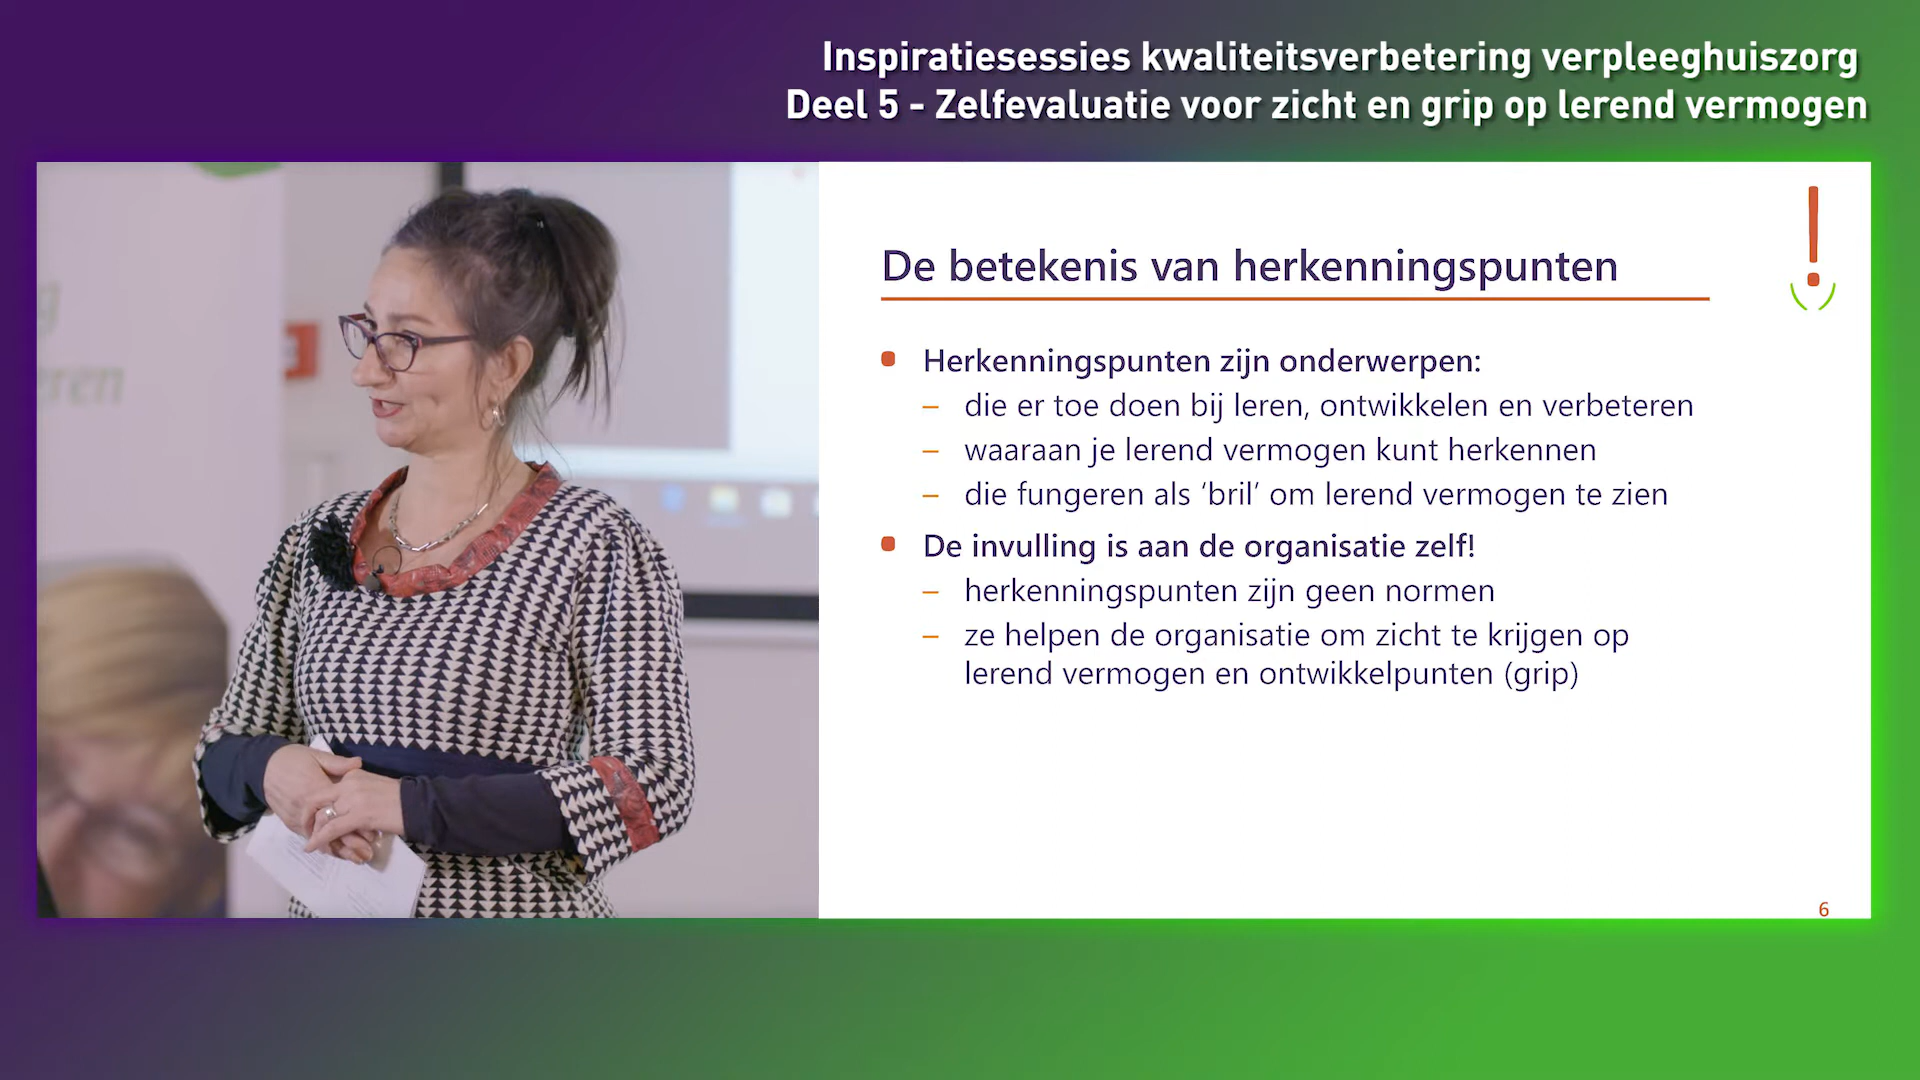 Inspiratiesessies kwaliteitsverbetering verpleeghuiszorg
Deel 5 - Zelfevaluatie voor zicht en grip op lerend vermogen
De betekenis van herkenningspunten
Herkenningspunten zijn onderwerpen:
– die er toe doen bij leren, ontwikkelen en verbeteren
– waaraan je lerend vermogen kunt herkennen
– die fungeren als ‘bril’ om lerend vermogen te zien
De invulling is aan de organisatie zelf!
– herkenningspunten zijn geen normen
– ze helpen de organisatie om zicht te krijgen op
lerend vermogen en ontwikkelpunten (grip)
6